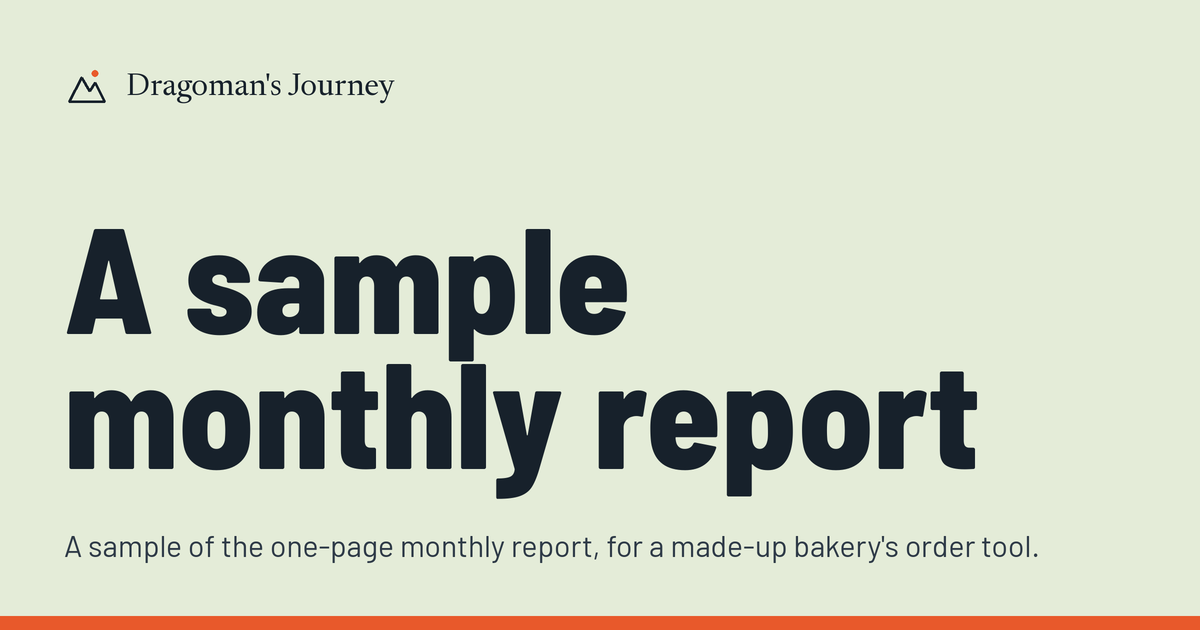 Dragoman's Journey
A sample
monthly report
A sample of the one-page monthly report, for a made-up bakery's order tool.